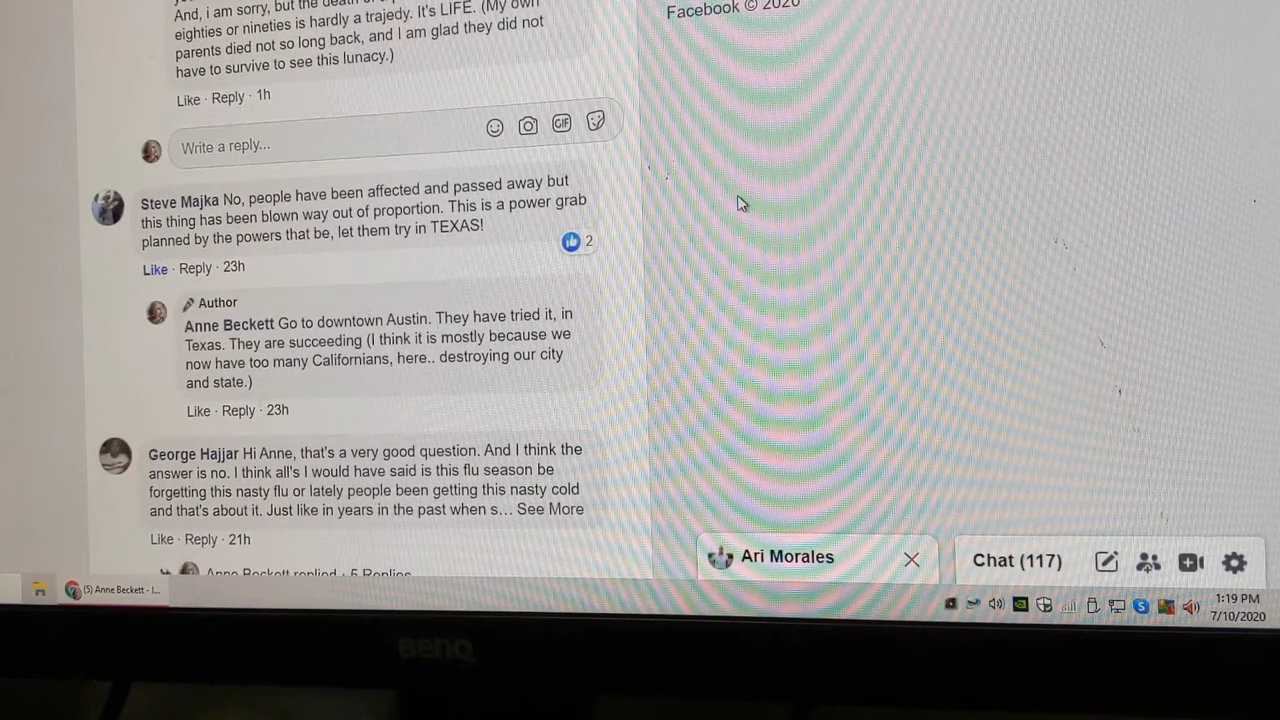 And, i am sorry, but the death of a
eighties or nineties is hardly a trajedy. It's LIFE. (My own
parents died not so long back, and I am glad they did not
have to survive to see this lunacy.)
Like · Reply · 1h
Write a reply...
GIF
Steve Majka No, people have been affected and passed away but
this thing has been blown way out of proportion. This is a power grab
planned by the powers that be, let them try in TEXAS!
2
Like · Reply · 23h
Author
Anne Beckett Go to downtown Austin. They have tried it, in
Texas. They are succeeding (I think it is mostly because we
now have too many Californians, here.. destroying our city
and state.)
Like · Reply · 23h
George Hajjar Hi Anne, that's a very good question. And I think the
answer is no. I think all's I would have said is this flu season be
forgetting this nasty flu or lately people been getting this nasty cold
and that's about it. Just like in years in the past when s... See More
Like · Reply · 21h
Anne Beckett replied · 5 Replies
Facebook © 2020
Ari Morales
Chat (117)
(5) Anne Beckett - I...
1:19 PM
7/10/2020
BenQ